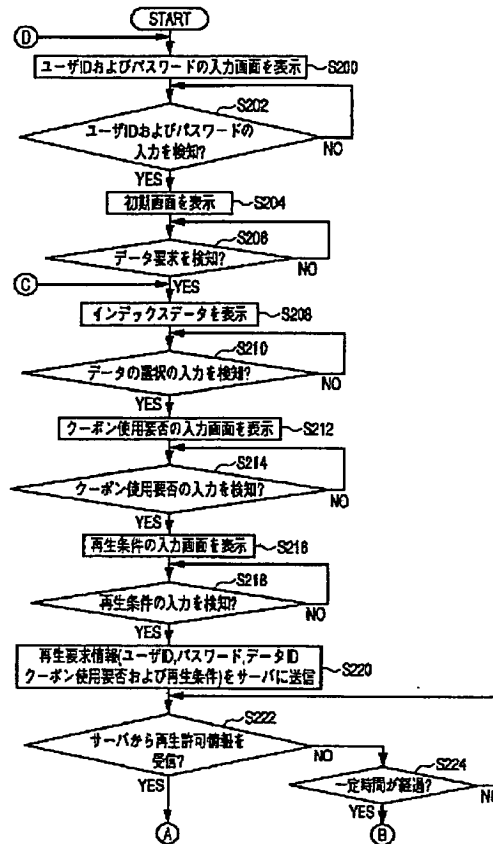 START
D
ユーザIDおよびパスワードの入力画面を表示
S200
S202
ユーザIDおよびパスワードの
入力を検知?
NO
YES
初期画面を表示
S204
S206
データ要求を検知?
NO
C
YES
インデックスデータを表示
S208
S210
データの選択の入力を検知?
NO
YES
クーポン使用要否の入力画面を表示
S212
S214
クーポン使用要否の入力を検知?
NO
YES
再生条件の入力画面を表示
S216
S218
再生条件の入力を検知?
NO
YES
再生要求情報(ユーザID,パスワード,データID
クーポン使用要否および再生条件)をサーバに送信
S220
S222
サーバから再生許可情報を
受信?
NO
S224
一定時間が経過?
YES
NO
YES
A
B